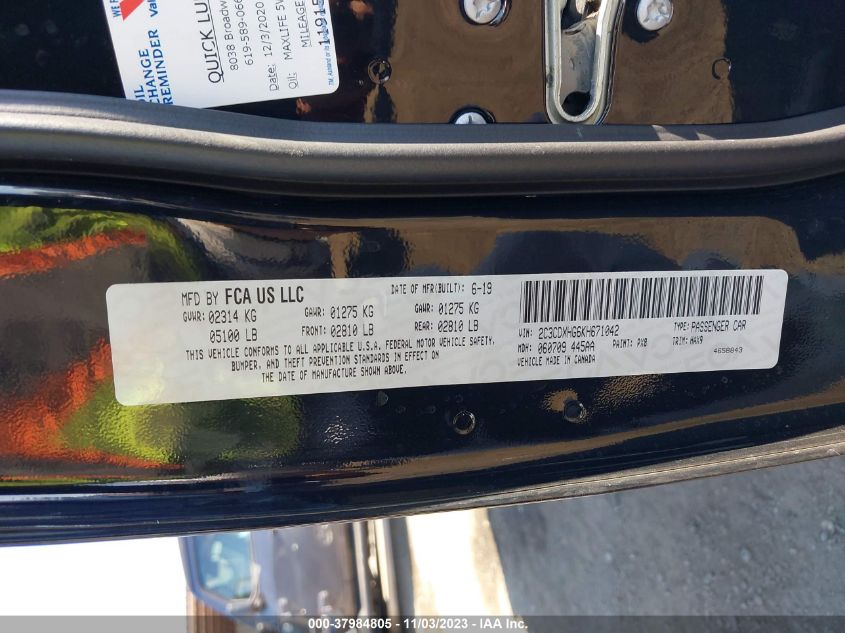 OIL
CHANGE
REMINDER
QUICK LU
8038 Broadw
619-589-06
Date: 12/3/2020
Oil: MAXLIFE 5W
MILEAGE
MFD BY FCA US LLC
DATE OF MFR(BUILT): 6-19
GVWR: 02314 KG GAWR: 01275 KG GAWR: 01275 KG
05100 LB FRONT: 02810 LB REAR: 02810 LB
THIS VEHICLE CONFORMS TO ALL APPLICABLE U.S.A. FEDERAL MOTOR VEHICLE SAFETY,
BUMPER, AND THEFT PREVENTION STANDARDS IN EFFECT ON
THE DATE OF MANUFACTURE SHOWN ABOVE.
VIN: 2C3CDXHG6KH671042 TYPE: PASSENGER CAR
MDH: 060709 445AA PAINT: PX8 TRIM: HAX9
VEHICLE MADE IN CANADA 4658843
000-37984805 - 11/03/2023 - IAA Inc.